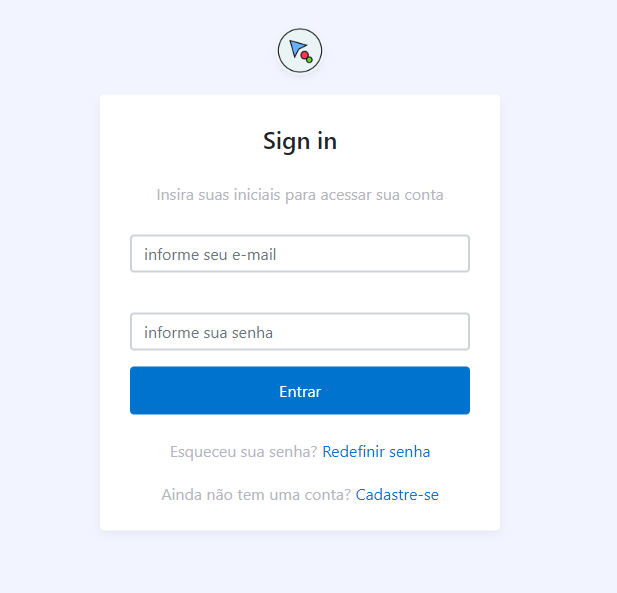 Sign in
Insira suas iniciais para acessar sua conta
informe seu e-mail
informe sua senha
Entrar
Esqueceu sua senha? Redefinir senha
Ainda não tem uma conta? Cadastre-se